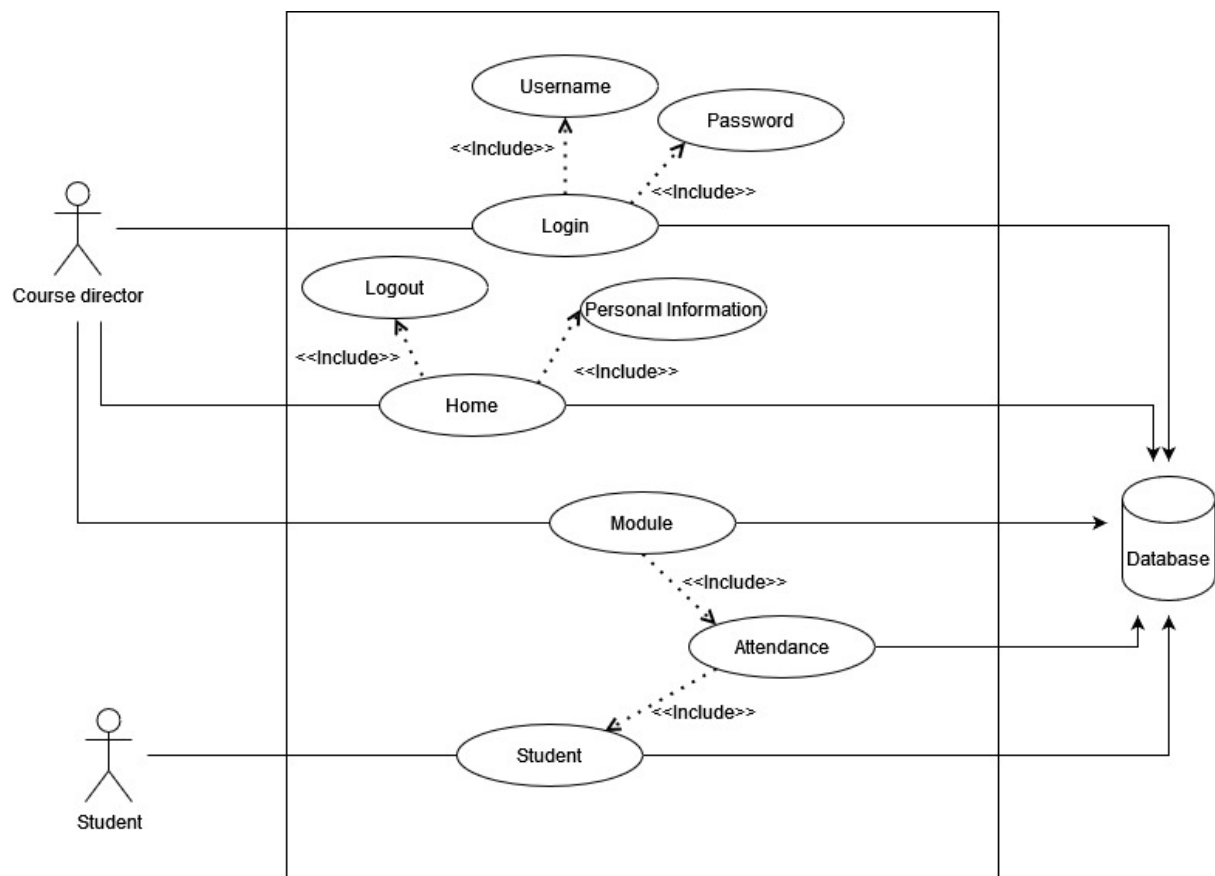 Username
Password
<<Include>>
<<Include>>
Login
Course director
Logout
Personal Information
<<Include>>
<<Include>>
Home
Module
Database
<<Include>>
Attendance
<<Include>>
Student
Student